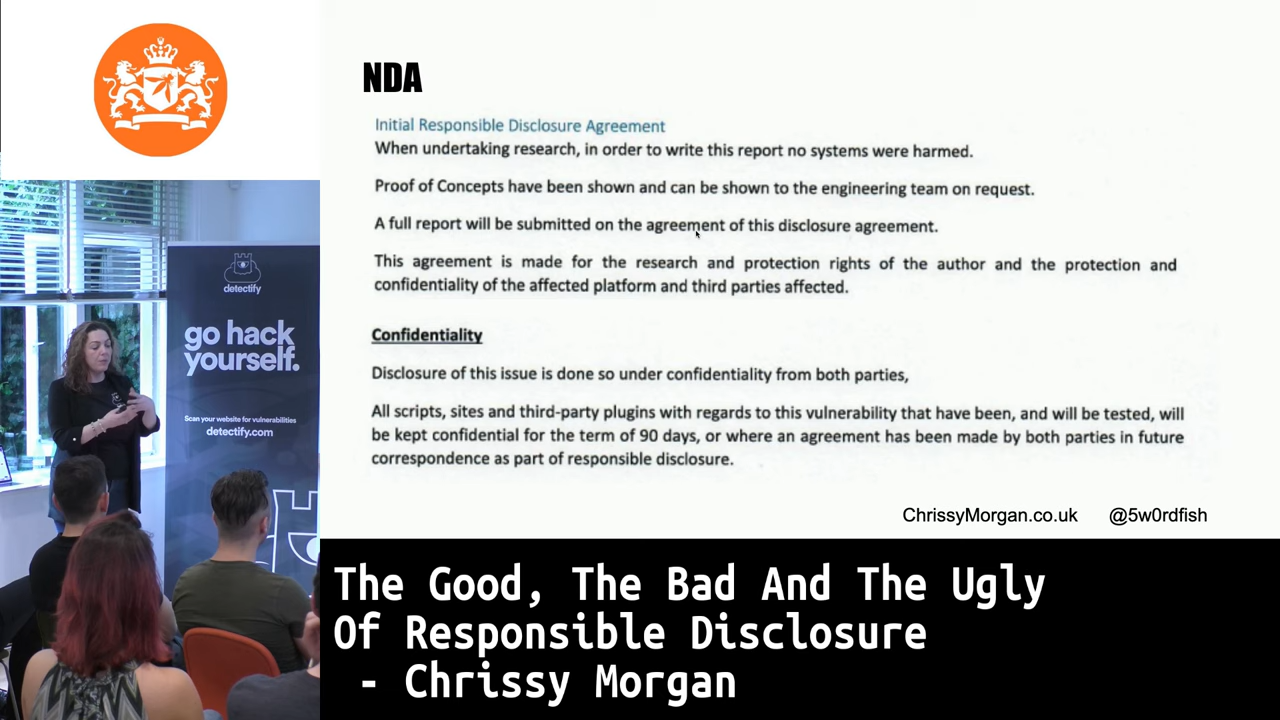 NDA
Initial Responsible Disclosure Agreement
When undertaking research, in order to write this report no systems were harmed.
Proof of Concepts have been shown and can be shown to the engineering team on request.
A full report will be submitted on the agreement of this disclosure agreement.
This agreement is made for the research and protection rights of the author and the protection and
confidentiality of the affected platform and third parties affected.
Confidentiality
Disclosure of this issue is done so under confidentiality from both parties,
All scripts, sites and third-party plugins with regards to this vulnerability that have been, and will be tested, will
be kept confidential for the term of 90 days, or where an agreement has been made by both parties in future
correspondence as part of responsible disclosure.
ChrissyMorgan.co.uk @5w0rdfish
detectify
go hack
yourself.
Scan your website for vulnerabilities
detectify.com
The Good, The Bad And The Ugly
Of Responsible Disclosure
- Chrissy Morgan